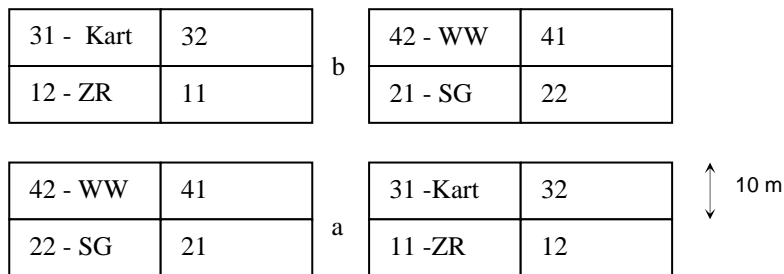 31 - Kart 32 42 - WW 41
b
12 - ZR 11 21 - SG 22
42 - WW 41 31 -Kart 32 10 m
a
22 - SG 21 11 -ZR 12